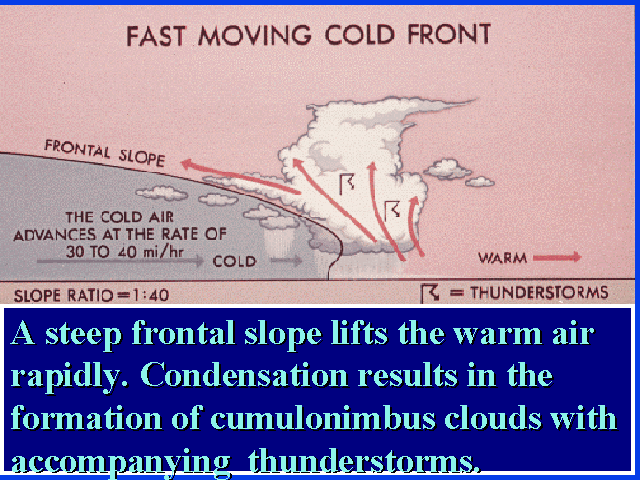 FAST MOVING COLD FRONT
FRONTAL SLOPE
THE COLD AIR
ADVANCES AT THE RATE OF
30 TO 40 mi/hr
COLD
WARM
SLOPE RATIO = 1:40
= THUNDERSTORMS
A steep frontal slope lifts the warm air
rapidly. Condensation results in the
formation of cumulonimbus clouds with
accompanying thunderstorms.